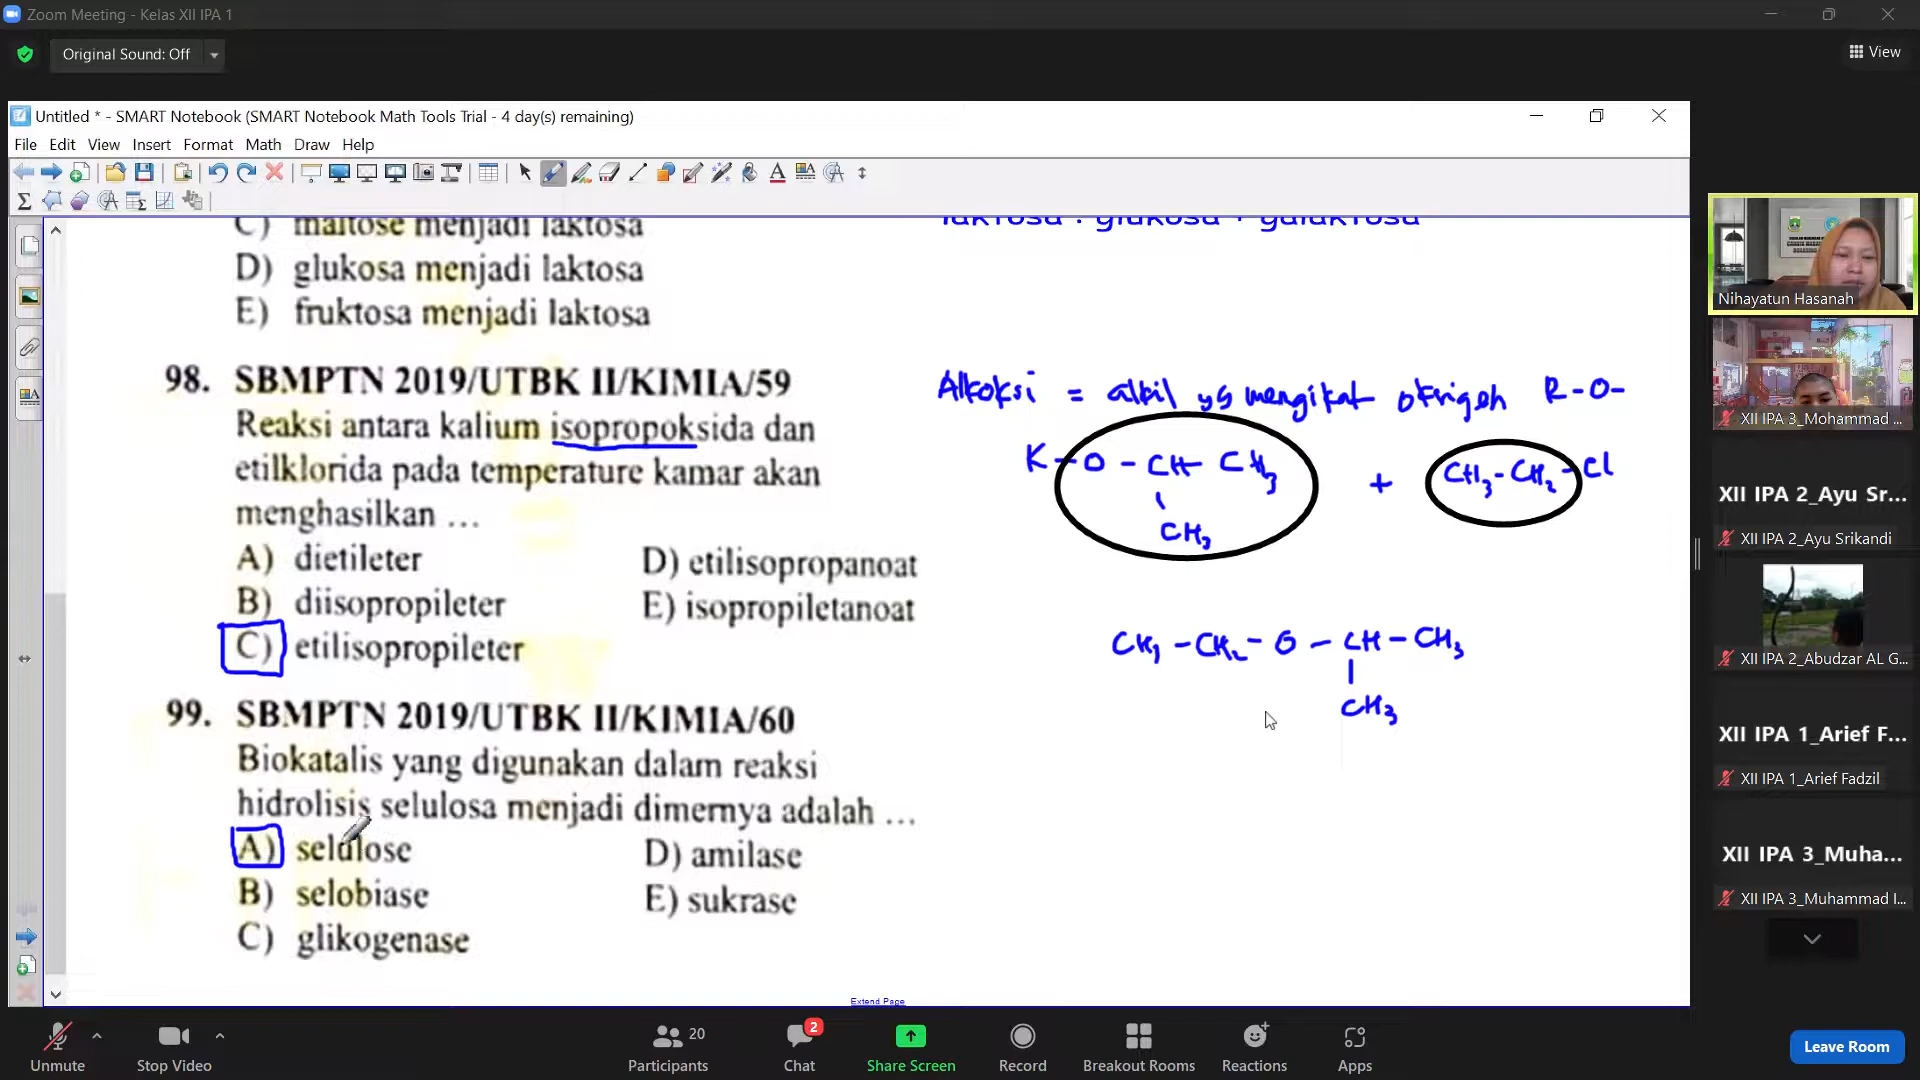 Zoom Meeting - Kelas XII IPA 1
Original Sound: Off
View
Untitled * - SMART Notebook (SMART Notebook Math Tools Trial - 4 day(s) remaining)
File Edit View Insert Format Math Draw Help
C) maltose menjadi laktosa
D) glukosa menjadi laktosa
E) fruktosa menjadi laktosa
98. SBMPTN 2019/UTBK II/KIMIA/59
Reaksi antara kalium isopropoksida dan
etilklorida pada temperature kamar akan
menghasilkan ...
A) dietileter
B) diisopropileter
C) etilisopropileter
D) etilisopropanoat
E) isopropiletanoat
99. SBMPTN 2019/UTBK II/KIMIA/60
Biokatalis yang digunakan dalam reaksi
hidrolisis selulosa menjadi dimernya adalah ...
A) selulose
B) selobiase
C) glikogenase
D) amilase
E) sukrase
laktosa : glukosa + galaktosa
Alkoksi = alkil yg mengikat oksigen R-O-
K-O-CH-CH3 + CH3-CH2-Cl
CH3
CH3-CH2-O-CH-CH3
CH3
Extend Page
Nihayatun Hasanah
XII IPA 3_Mohammad ...
XII IPA 2_Ayu Sr...
XII IPA 2_Ayu Srikandi
XII IPA 2_Abudzar AL G...
XII IPA 1_Arief F...
XII IPA 1_Arief Fadzil
XII IPA 3_Muha...
XII IPA 3_Muhammad I...
Unmute
Stop Video
20
Participants
2
Chat
Share Screen
Record
Breakout Rooms
Reactions
Apps
Leave Room